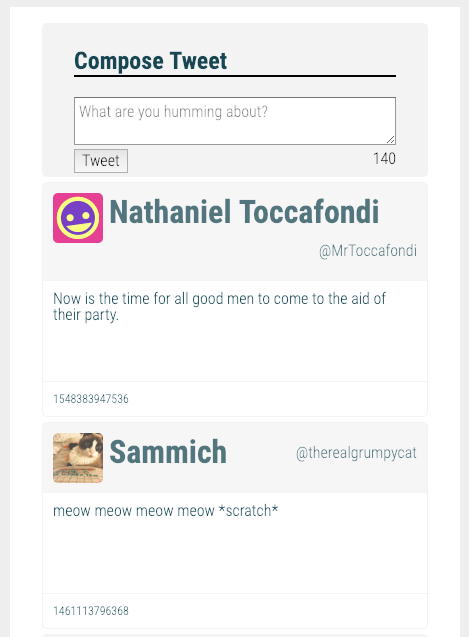 Compose Tweet
What are you humming about?
Tweet
140
Nathaniel Toccafondi
@MrToccafondi
Now is the time for all good men to come to the aid of
their party.
1548383947536
Sammich
@therealgrumpycat
meow meow meow meow *scratch*
1461113796368